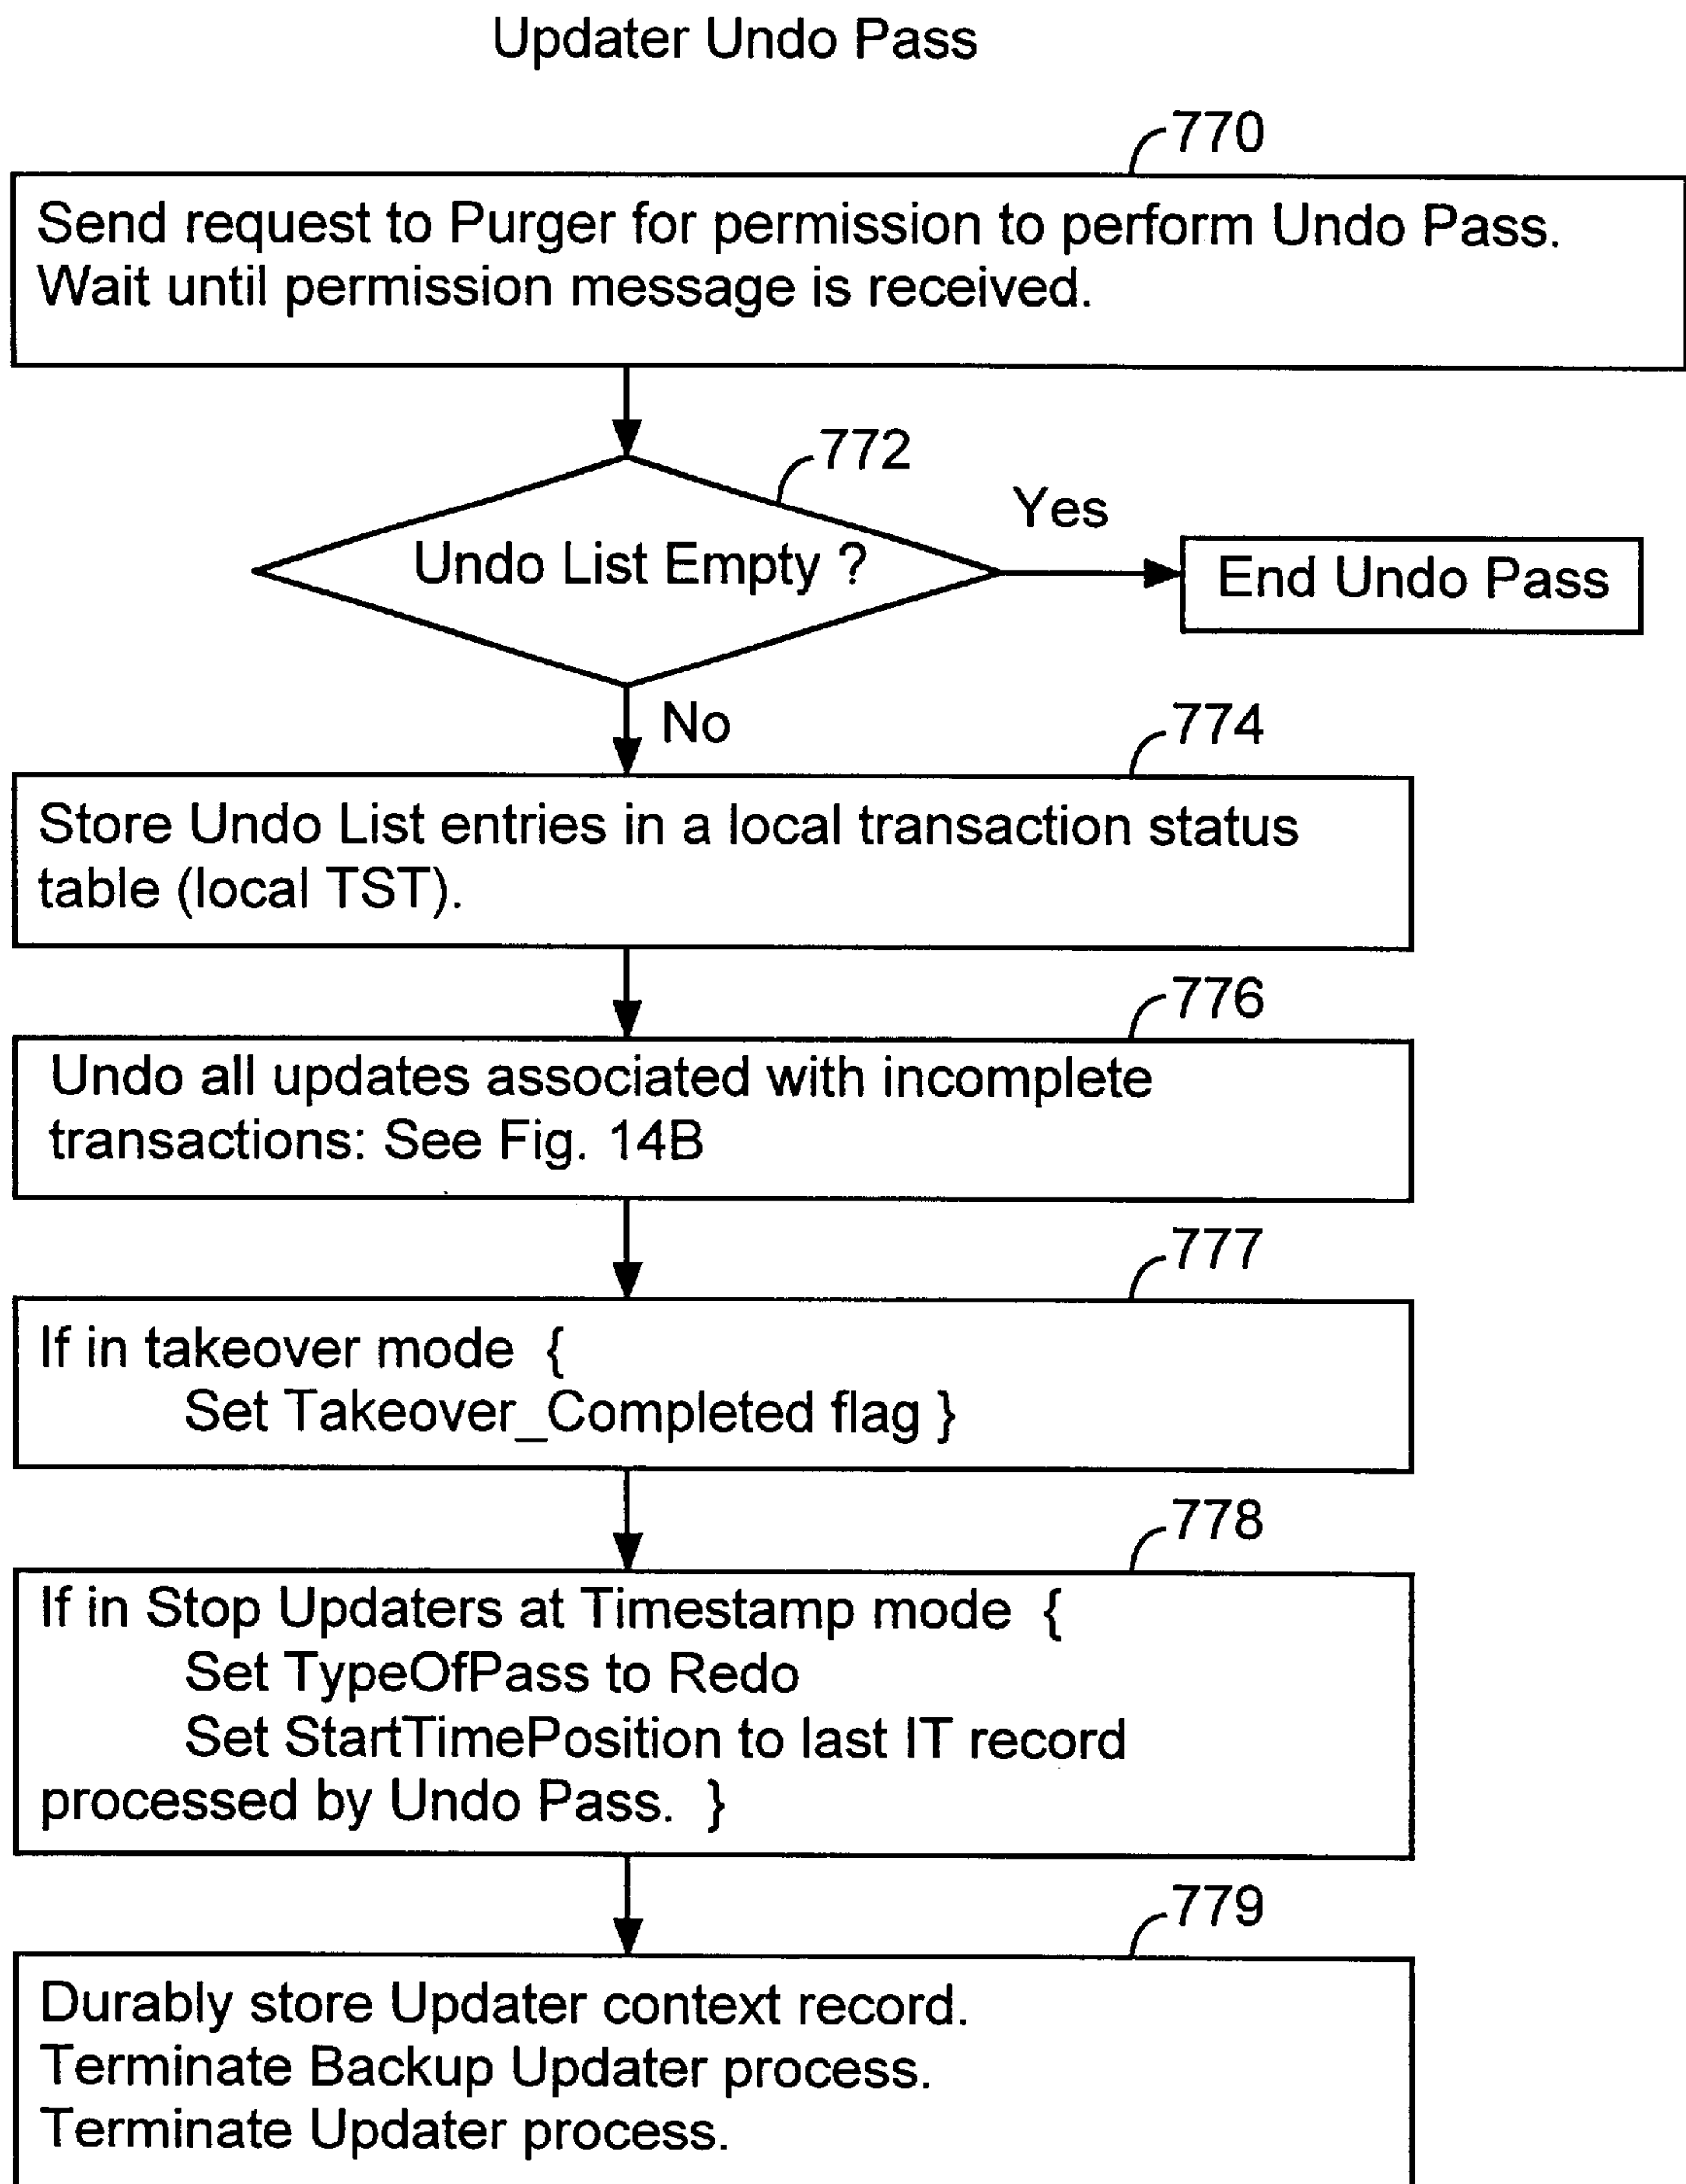 Updater Undo Pass
770
Send request to Purger for permission to perform Undo Pass.
Wait until permission message is received.
772
Undo List Empty ?
Yes
End Undo Pass
No
774
Store Undo List entries in a local transaction status
table (local TST).
776
Undo all updates associated with incomplete
transactions: See Fig. 14B
777
If in takeover mode {
Set Takeover_Completed flag }
778
If in Stop Updaters at Timestamp mode {
Set TypeOfPass to Redo
Set StartTimePosition to last IT record
processed by Undo Pass. }
779
Durably store Updater context record.
Terminate Backup Updater process.
Terminate Updater process.